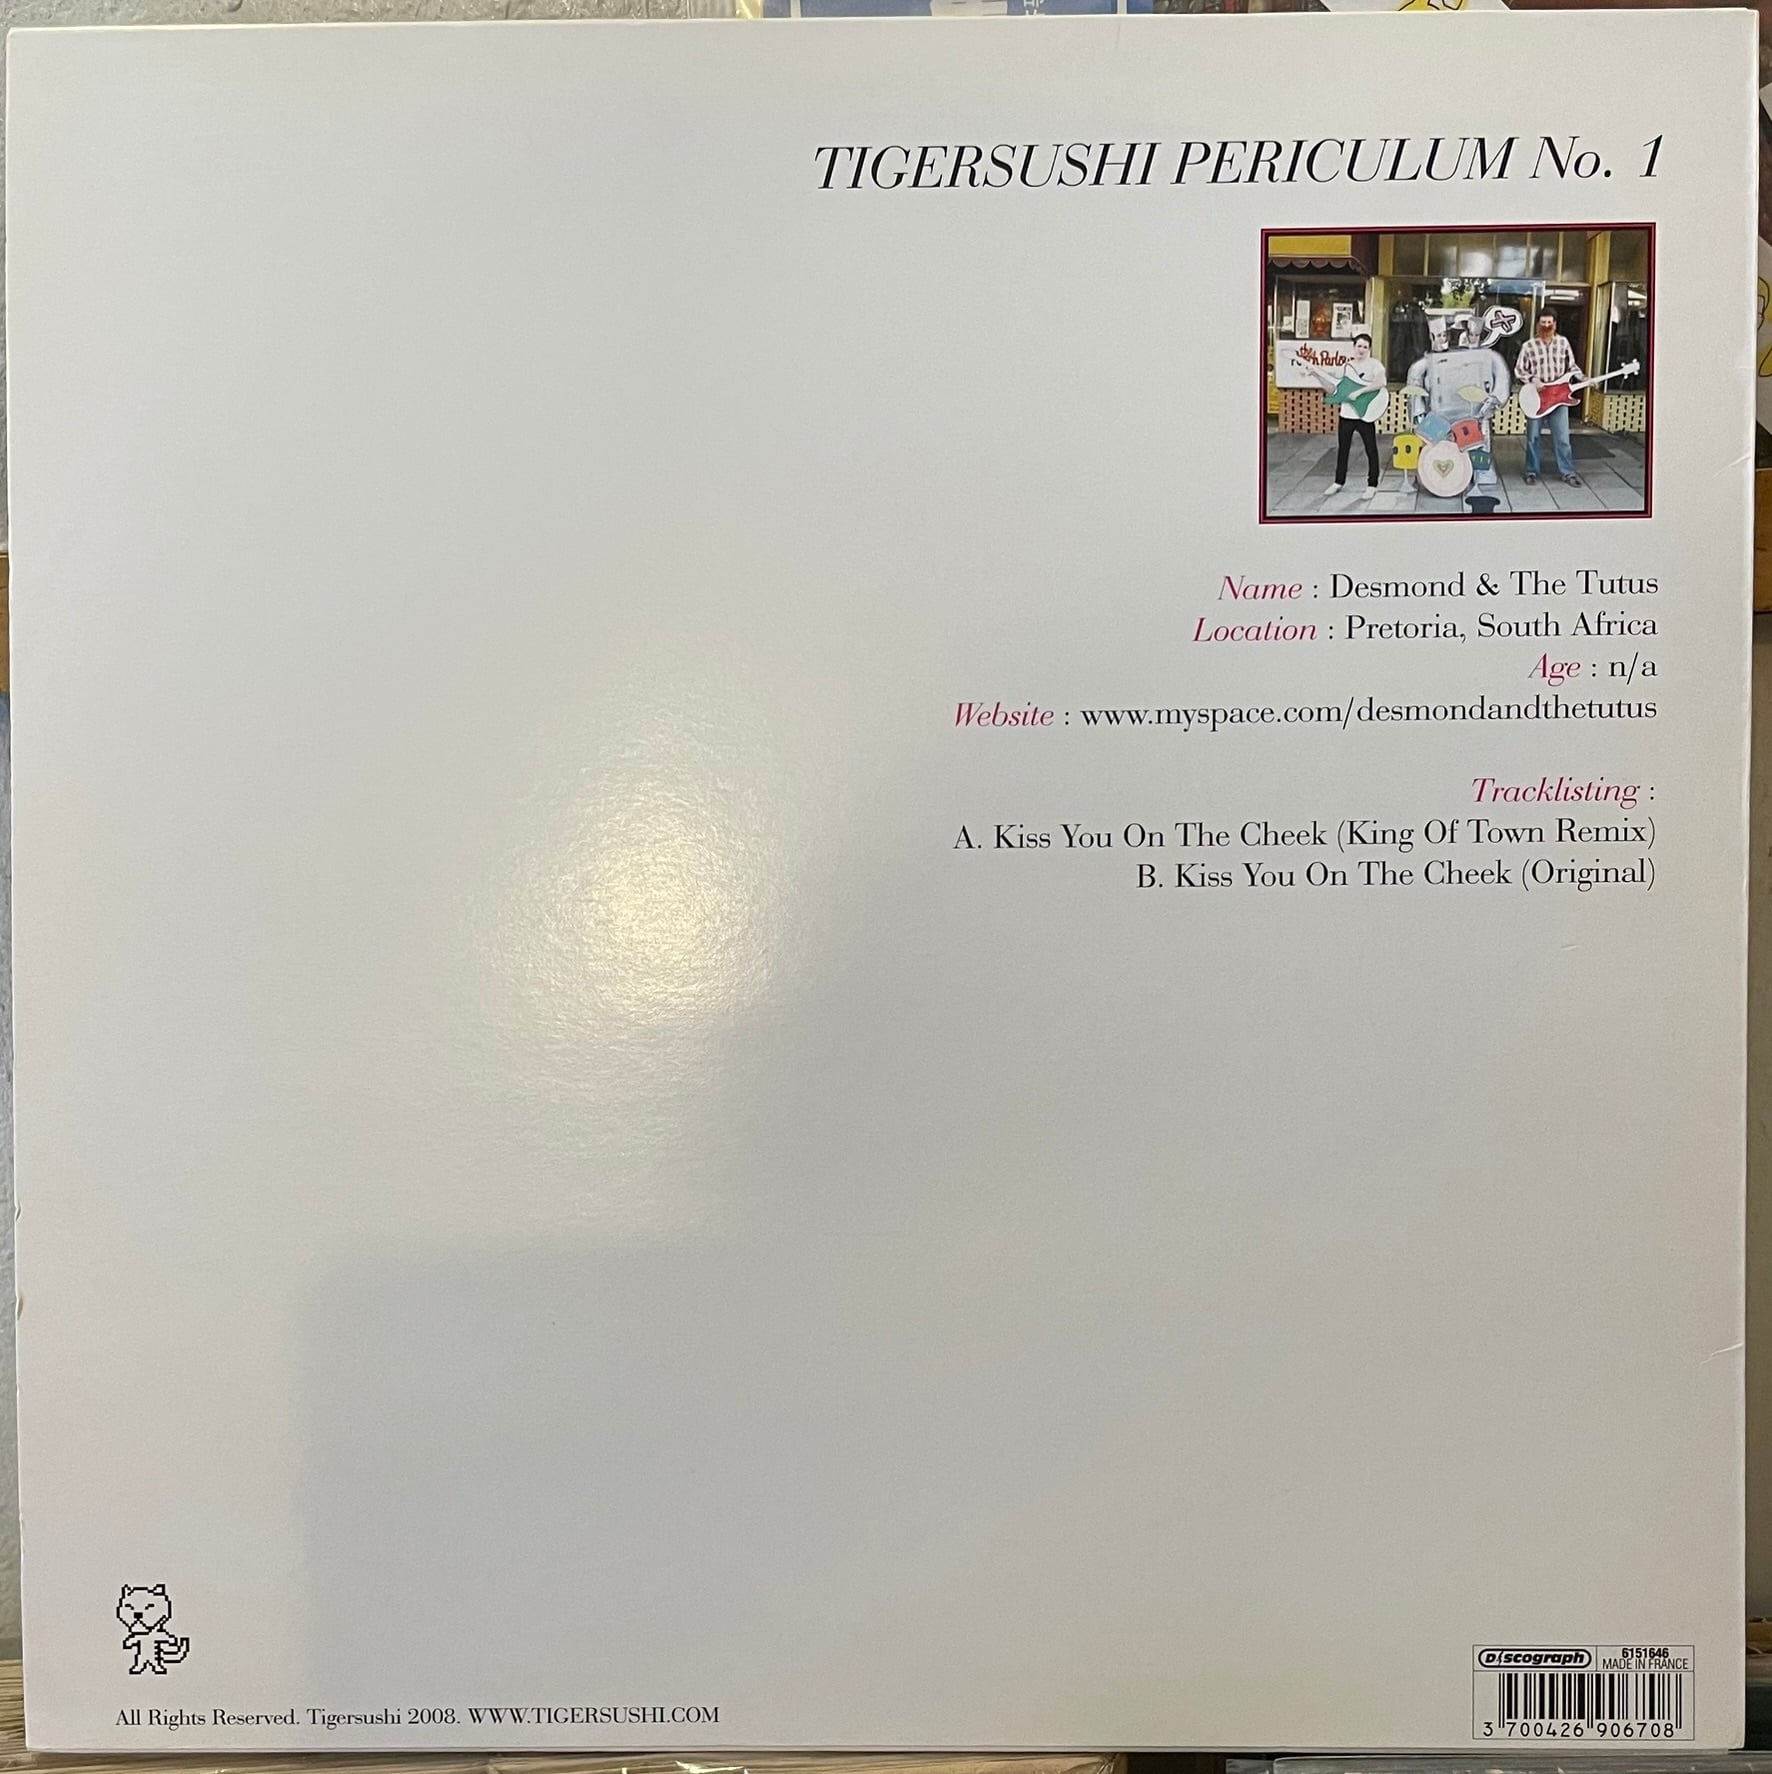 TIGERSUSHI PERICULUM No. 1
Name : Desmond & The Tutus
Location : Pretoria, South Africa
Age : n/a
Website : www.myspace.com/desmondandthetutus
Tracklisting :
A. Kiss You On The Cheek (King Of Town Remix)
B. Kiss You On The Cheek (Original)
All Rights Reserved. Tigersushi 2008. WWW.TIGERSUSHI.COM
Discograph
6151646
MADE IN FRANCE
3 700426 906708